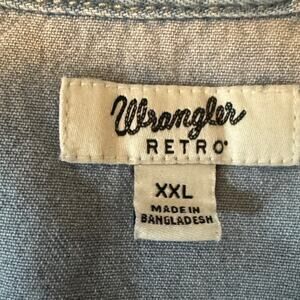 Wrangler
RETRO®
XXL
MADE IN
BANGLADESH